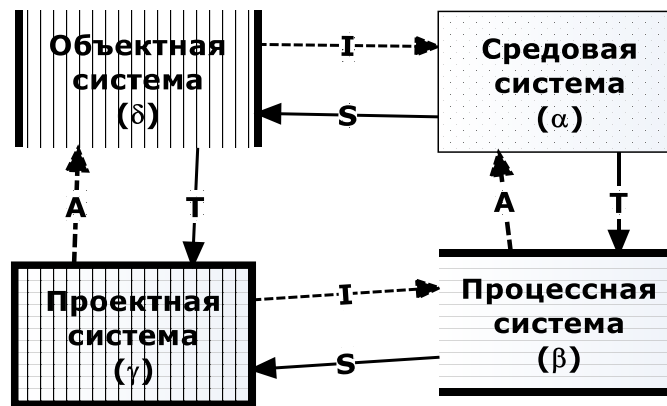 Объектная
система
(δ)
I
Средовая
система
(α)
S
A
T
A
T
Проектная
система
(γ)
I
Процессная
система
(β)
S